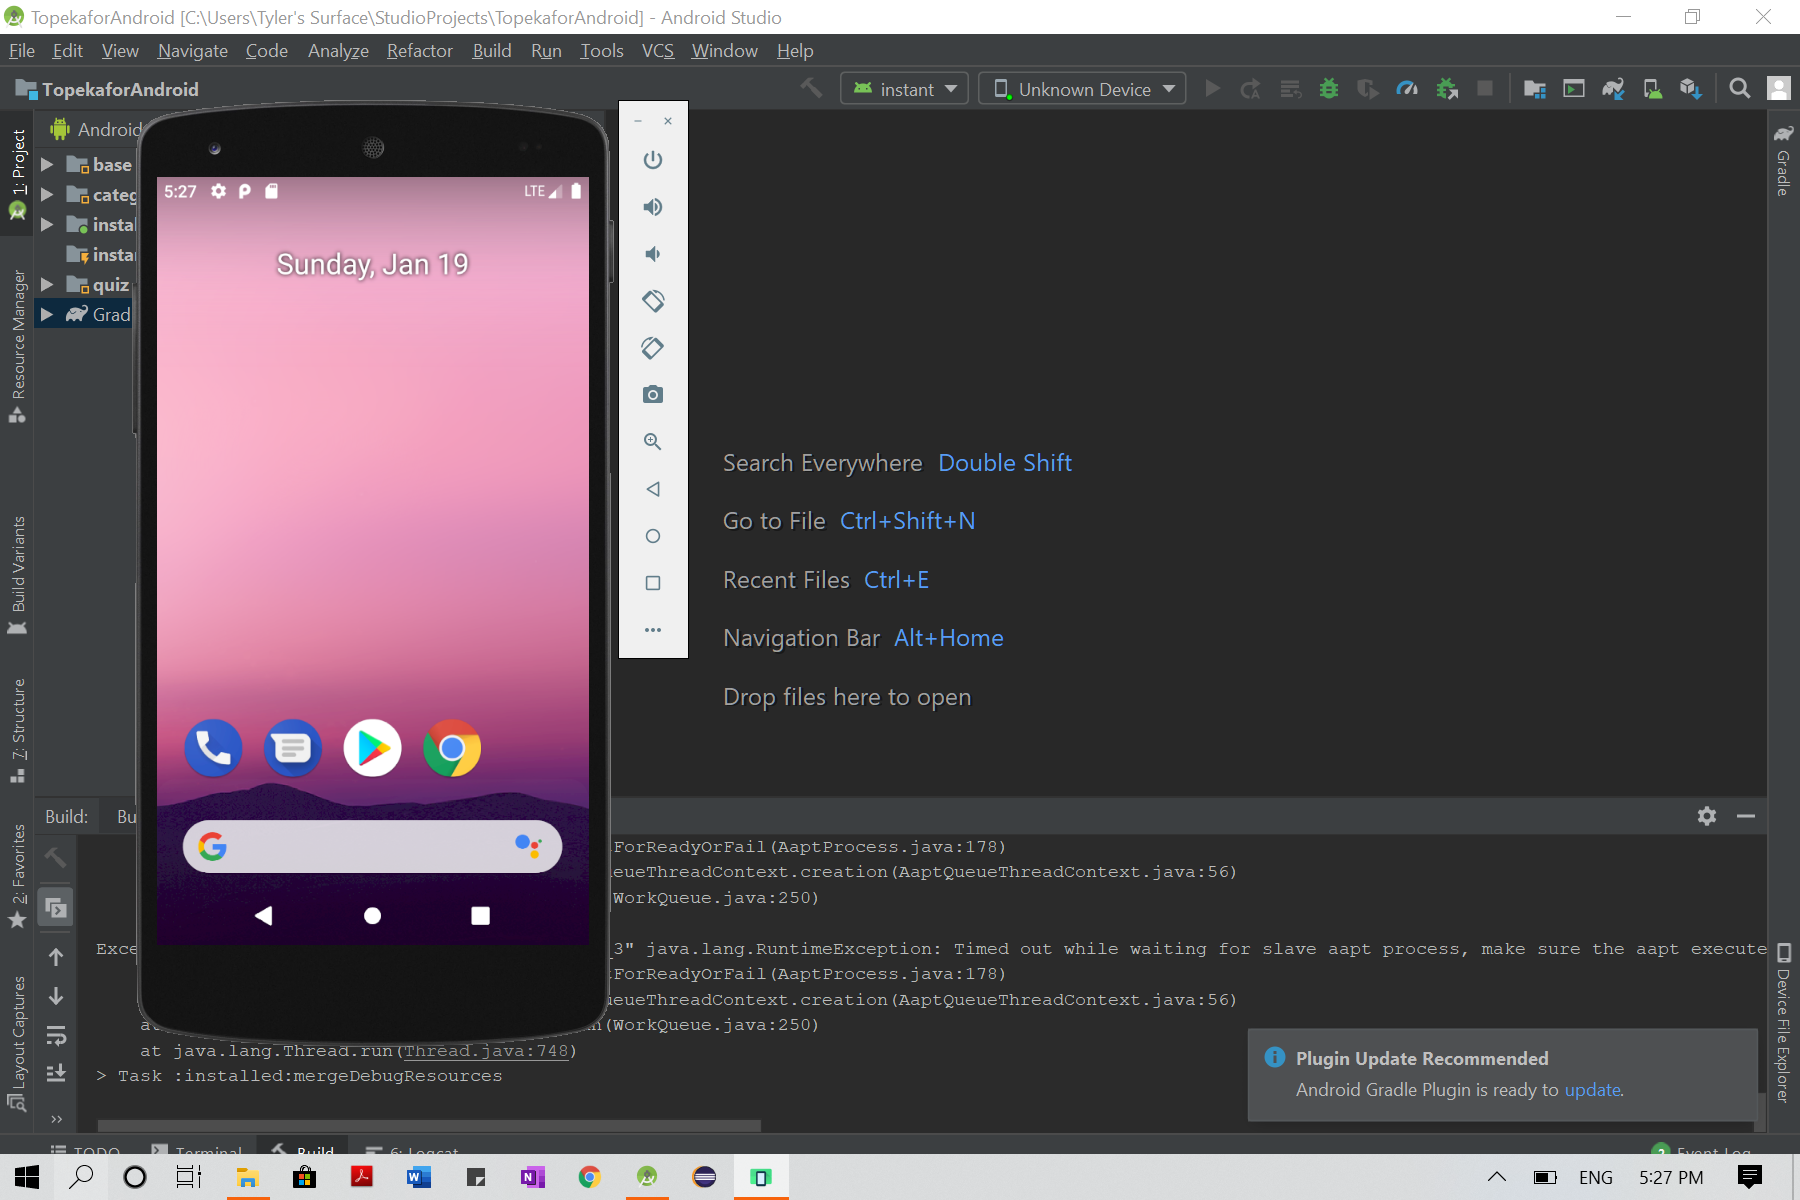 TopekaforAndroid [C:\Users\Tyler's Surface\StudioProjects\TopekaforAndroid] - Android Studio
File Edit View Navigate Code Analyze Refactor Build Run Tools VCS Window Help
TopekaforAndroid
instant
Unknown Device
1: Project
Resource Manager
Build Variants
7: Structure
2: Favorites
Layout Captures
Android
base
categ
instal
insta
quiz
Grad
5:27
LTE
Sunday, Jan 19
Search Everywhere Double Shift
Go to File Ctrl+Shift+N
Recent Files Ctrl+E
Navigation Bar Alt+Home
Drop files here to open
Gradle
Device File Explorer
Build:
Bu
ForReadyOrFail(AaptProcess.java:178)
eueThreadContext.creation(AaptQueueThreadContext.java:56)
(WorkQueue.java:250)
Exce
_3" java.lang.RuntimeException: Timed out while waiting for slave aapt process, make sure the aapt execute
ForReadyOrFail(AaptProcess.java:178)
eueThreadContext.creation(AaptQueueThreadContext.java:56)
at
n(WorkQueue.java:250)
at java.lang.Thread.run(Thread.java:748)
> Task :installed:mergeDebugResources
Plugin Update Recommended
Android Gradle Plugin is ready to update.
TODO Terminal Build 6: Logcat
2 Event Log
ENG 5:27 PM